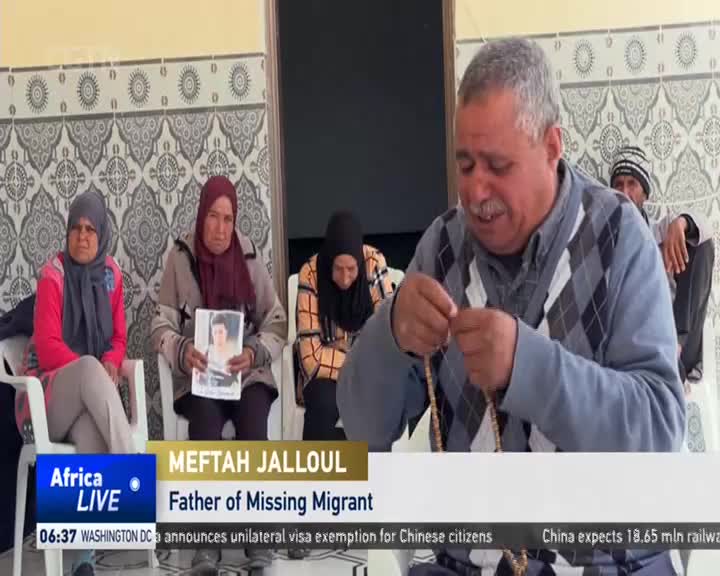 MEFTAH JALLOUL
Father of Missing Migrant
Africa
LIVE
06:37 WASHINGTON DC
a announces unilateral visa exemption for Chinese citizens China expects 18.65 mln railwa